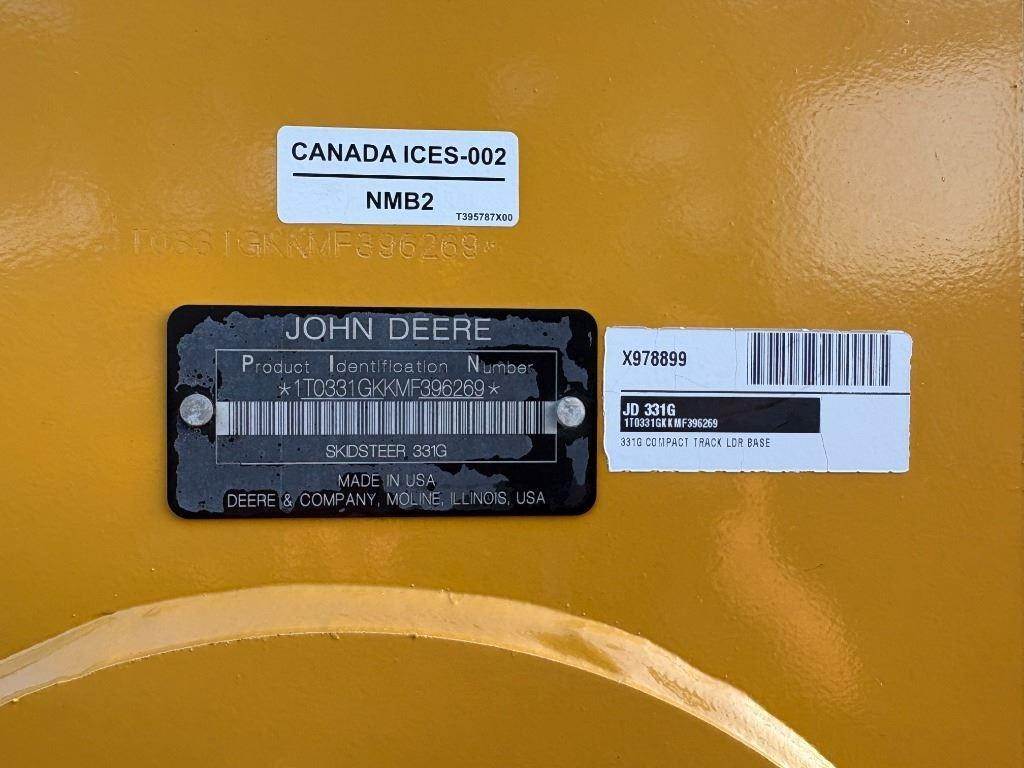 CANADA ICES-002
NMB2
T395787X00
T0331GKKMF396269*
JOHN DEERE
Product Identification Number
*1T0331GKKMF396269*
SKIDSTEER 331G
MADE IN USA
DEERE & COMPANY, MOLINE, ILLINOIS, USA
X978899
JD 331G
1T0331GKKMF396269
331G COMPACT TRACK LDR BASE